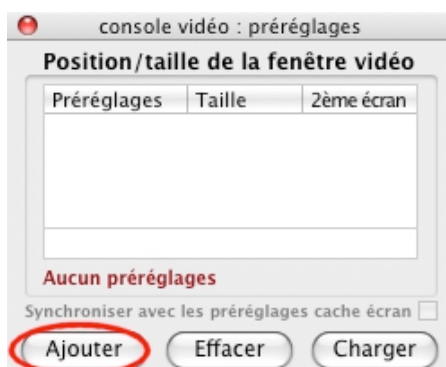 console vidéo : préréglages
Position/taille de la fenêtre vidéo
Préréglages Taille 2ème écran
Aucun préréglages
Synchroniser avec les préréglages cache écran
Ajouter Effacer Charger